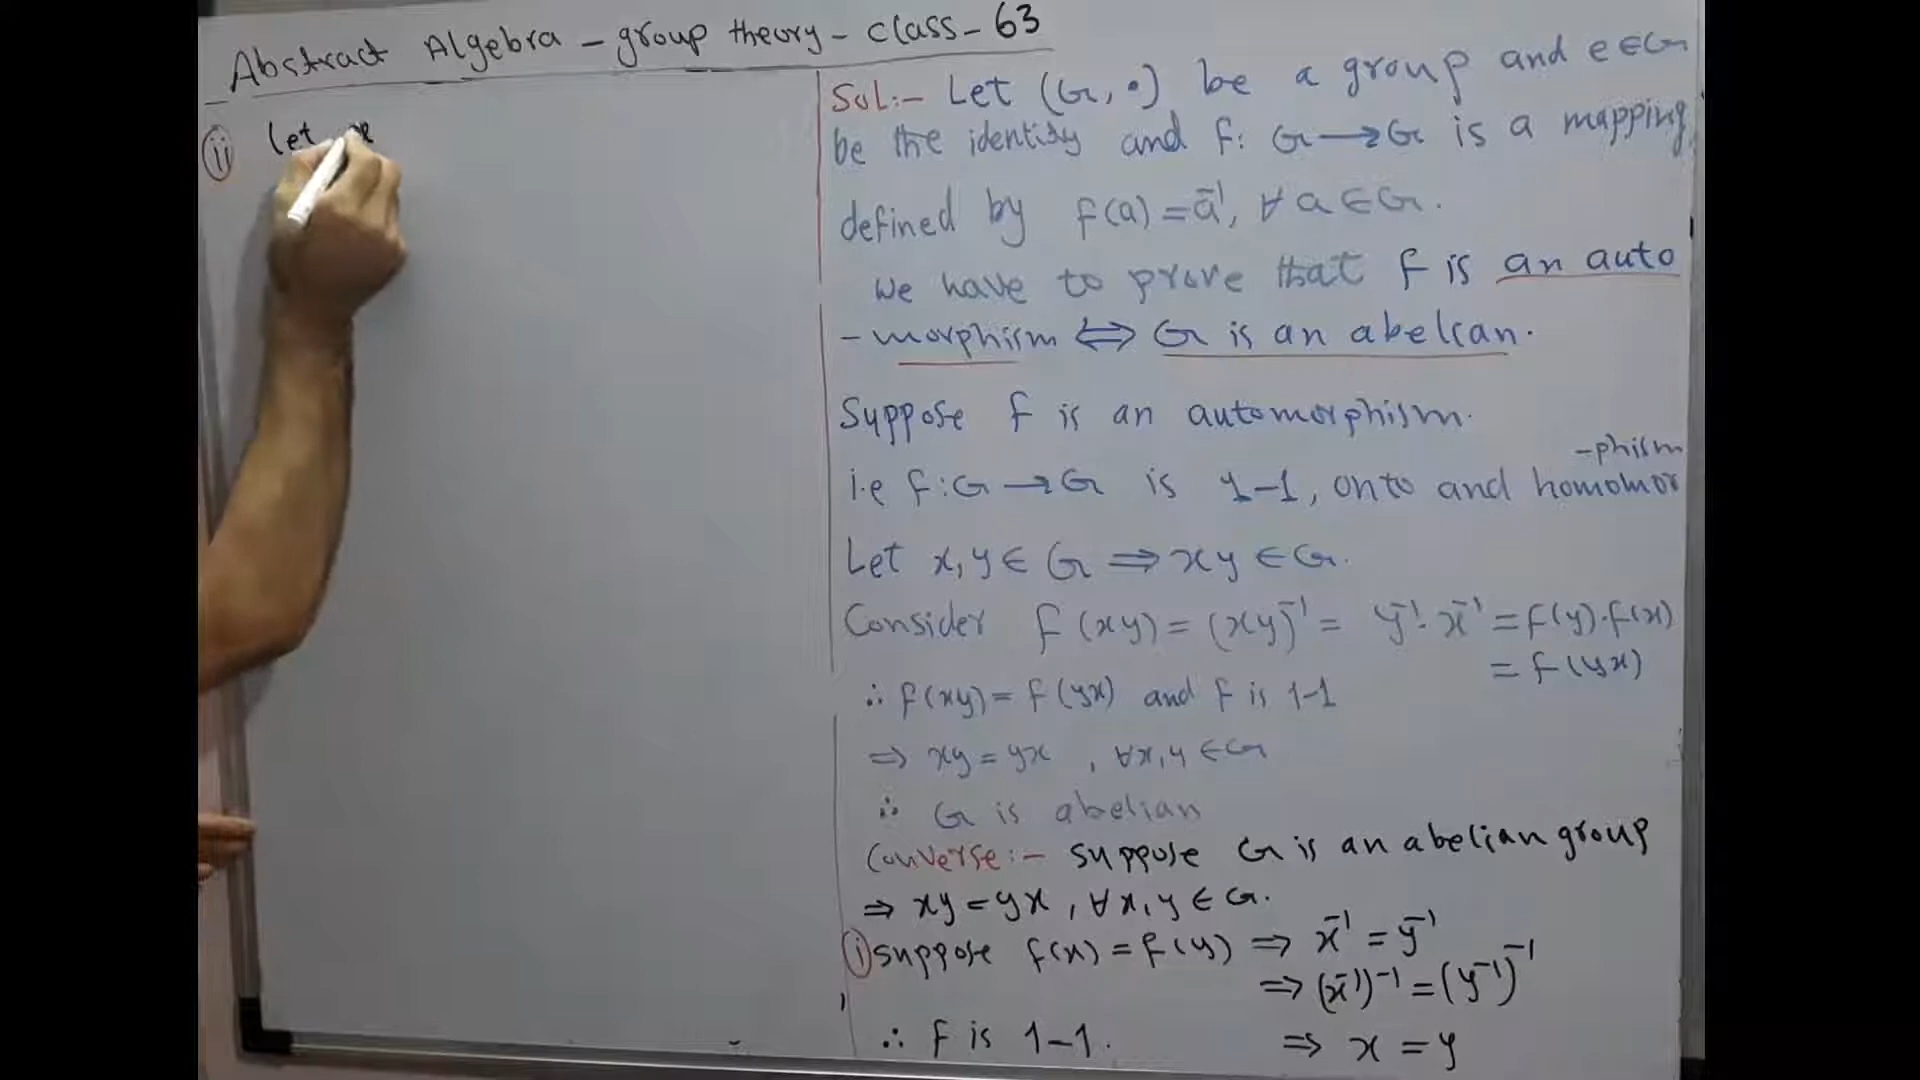 Abstract Algebra - group theory - class - 63
(ii) Let x
Sol:- Let (G, •) be a group and e∈G
be the identity and f: G→G is a mapping
defined by f(a) = a⁻¹, ∀ a∈G.
We have to prove that f is an auto
-morphism ⇔ G is an abelian.
Suppose f is an automorphism.
-phism
i.e f:G→G is 1-1, onto and homomor
Let x, y ∈ G ⇒ xy ∈ G.
Consider f(xy) = (xy)⁻¹ = y⁻¹. x⁻¹ = f(y).f(x)
= f(yx)
∴ f(xy) = f(yx) and f is 1-1
⇒ xy = yx , ∀x,y ∈G
∴ G is abelian
Converse:- suppose G is an abelian group
⇒ xy = yx , ∀x, y ∈ G.
(i) suppose f(x) = f(y) ⇒ x⁻¹ = y⁻¹
⇒ (x⁻¹)⁻¹ = (y⁻¹)⁻¹
∴ f is 1-1. ⇒ x = y